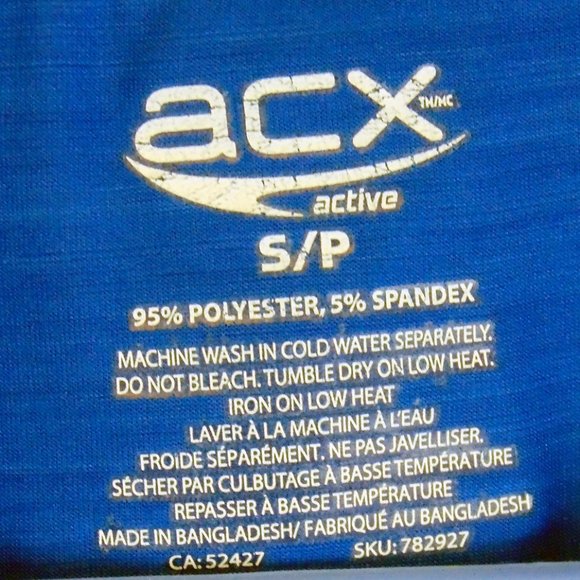 acx TM/MC
active
S/P
95% POLYESTER, 5% SPANDEX
MACHINE WASH IN COLD WATER SEPARATELY.
DO NOT BLEACH. TUMBLE DRY ON LOW HEAT.
IRON ON LOW HEAT
LAVER À LA MACHINE À L'EAU
FROIDE SÉPARÉMENT. NE PAS JAVELLISER.
SÉCHER PAR CULBUTAGE À BASSE TEMPÉRATURE
REPASSER À BASSE TEMPÉRATURE
MADE IN BANGLADESH/ FABRIQUÉ AU BANGLADESH
CA: 52427 SKU: 782927